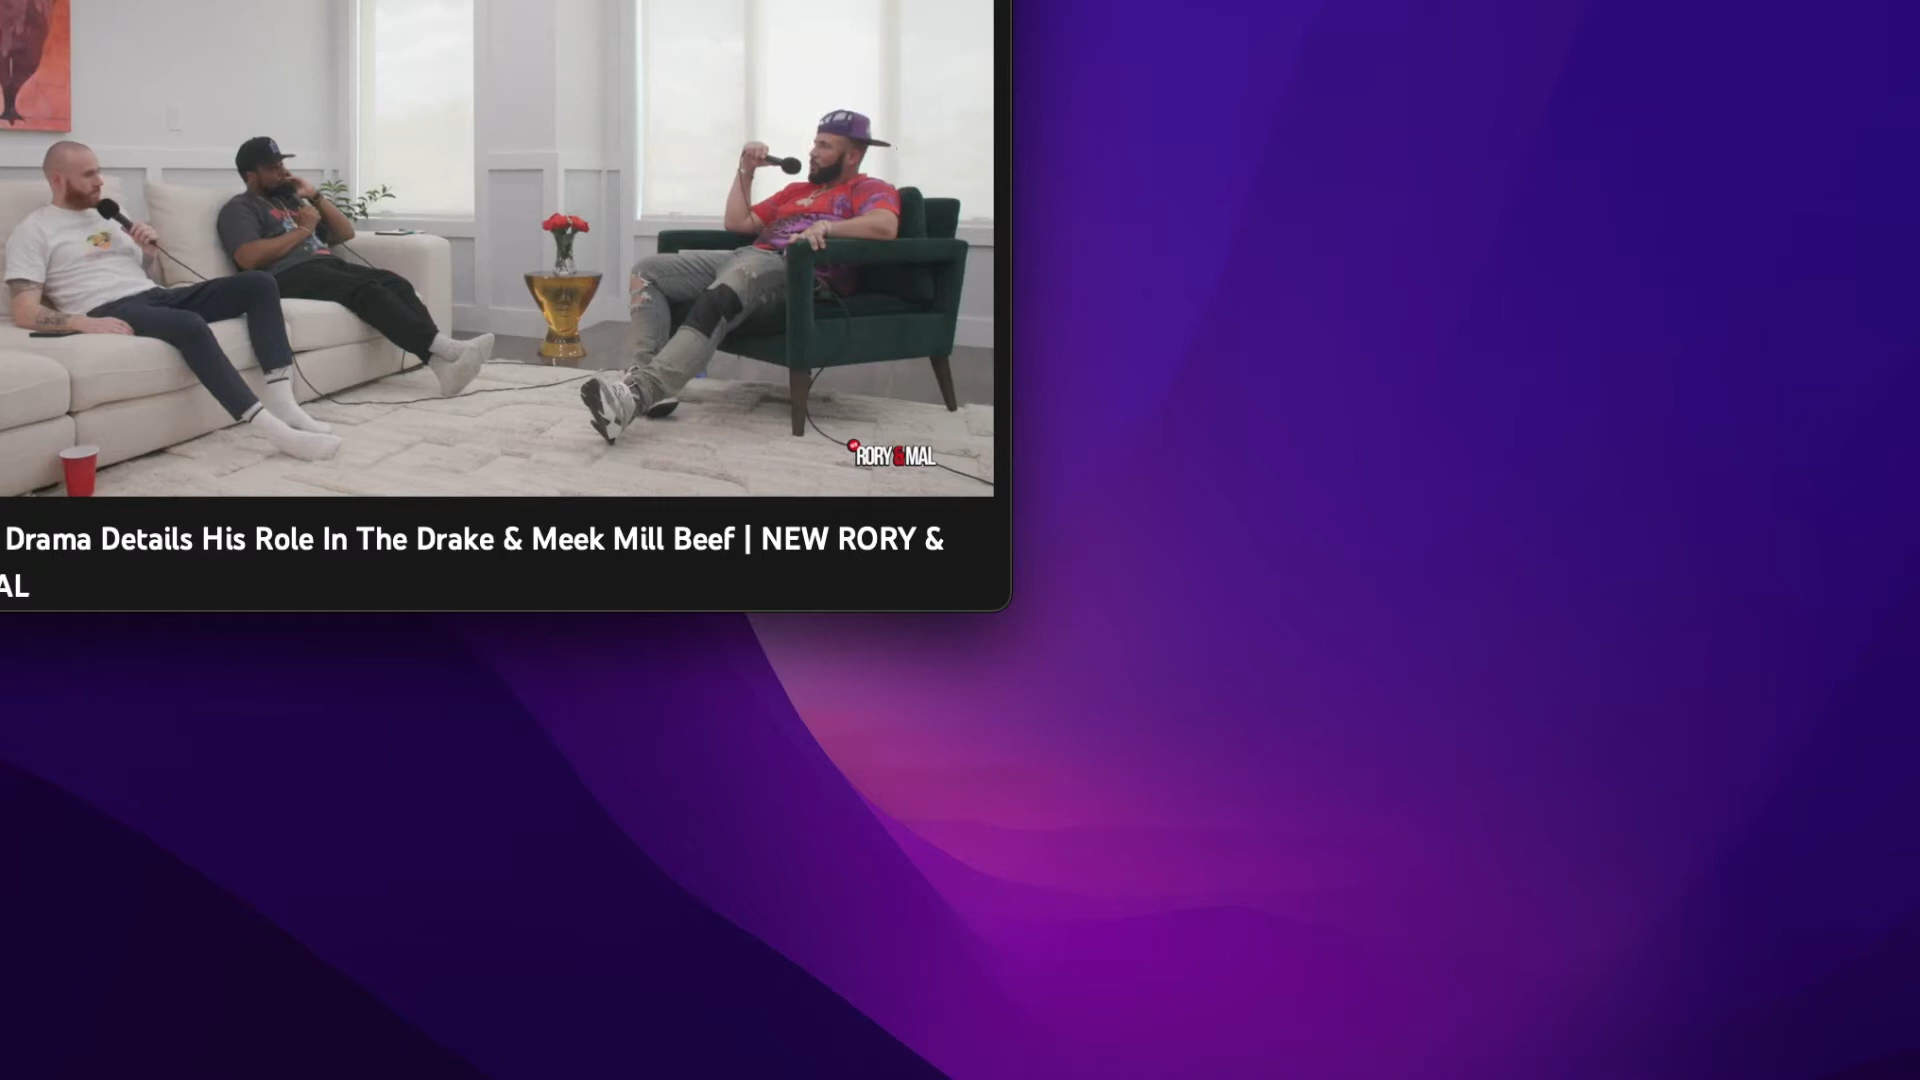 RORY & MAL
Drama Details His Role In The Drake & Meek Mill Beef | NEW RORY &
AL